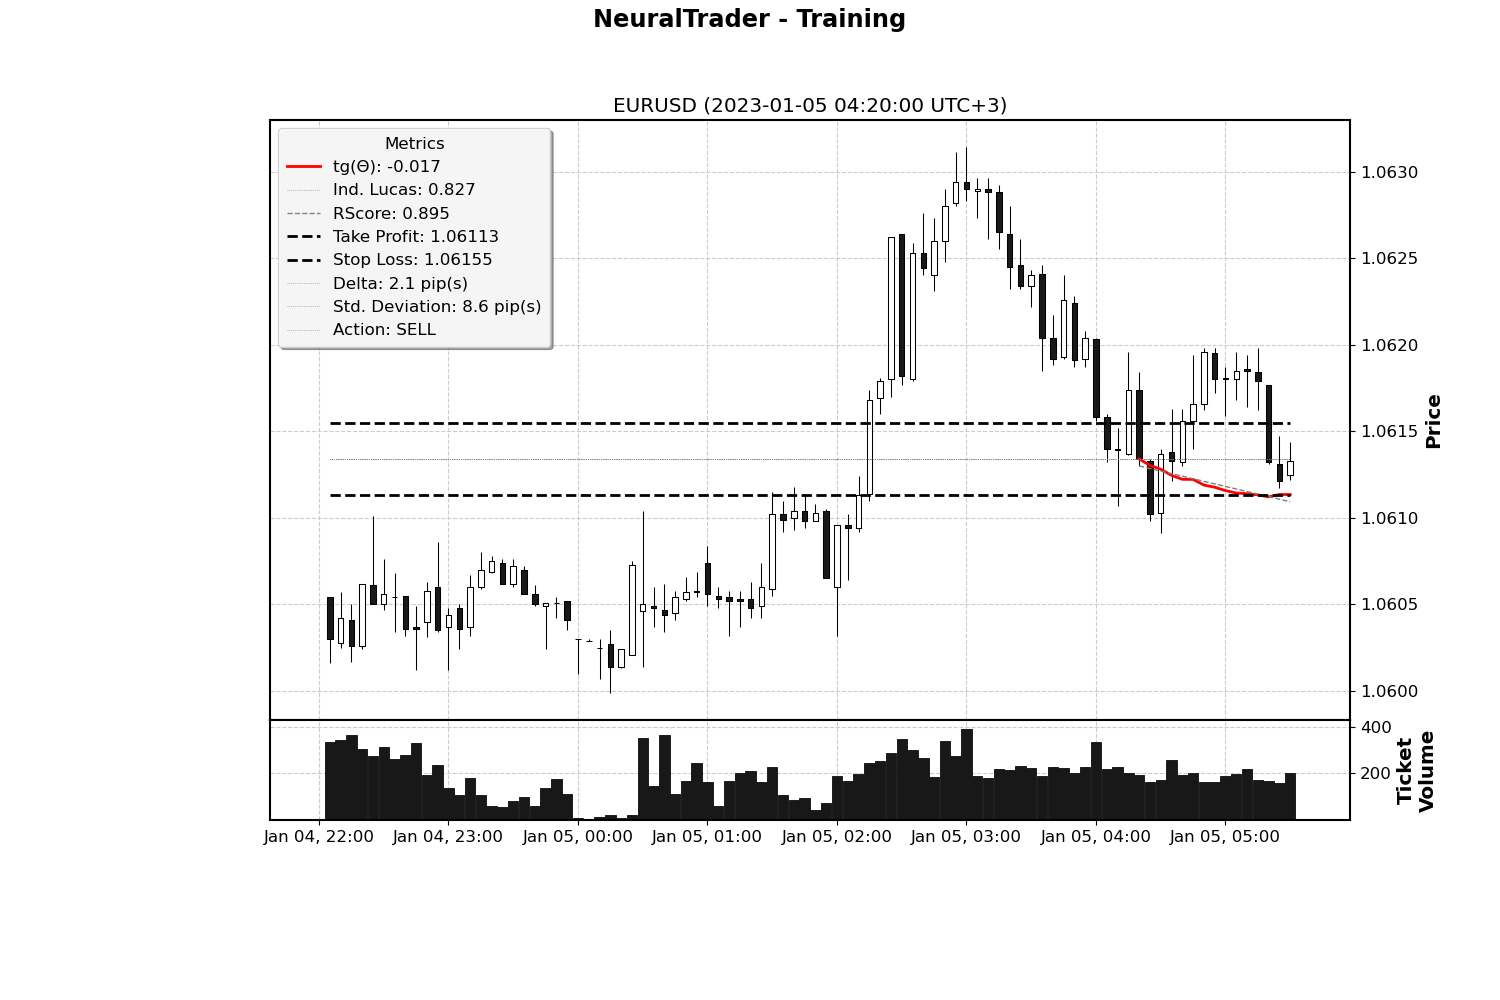 NeuralTrader - Training
EURUSD (2023-01-05 04:20:00 UTC+3)
Metrics
tg(Θ): -0.017
Ind. Lucas: 0.827
RScore: 0.895
Take Profit: 1.06113
Stop Loss: 1.06155
Delta: 2.1 pip(s)
Std. Deviation: 8.6 pip(s)
Action: SELL
1.0630
1.0625
1.0620
1.0615
1.0610
1.0605
1.0600
Price
400
200
Ticket
Volume
Jan 04, 22:00
Jan 04, 23:00
Jan 05, 00:00
Jan 05, 01:00
Jan 05, 02:00
Jan 05, 03:00
Jan 05, 04:00
Jan 05, 05:00